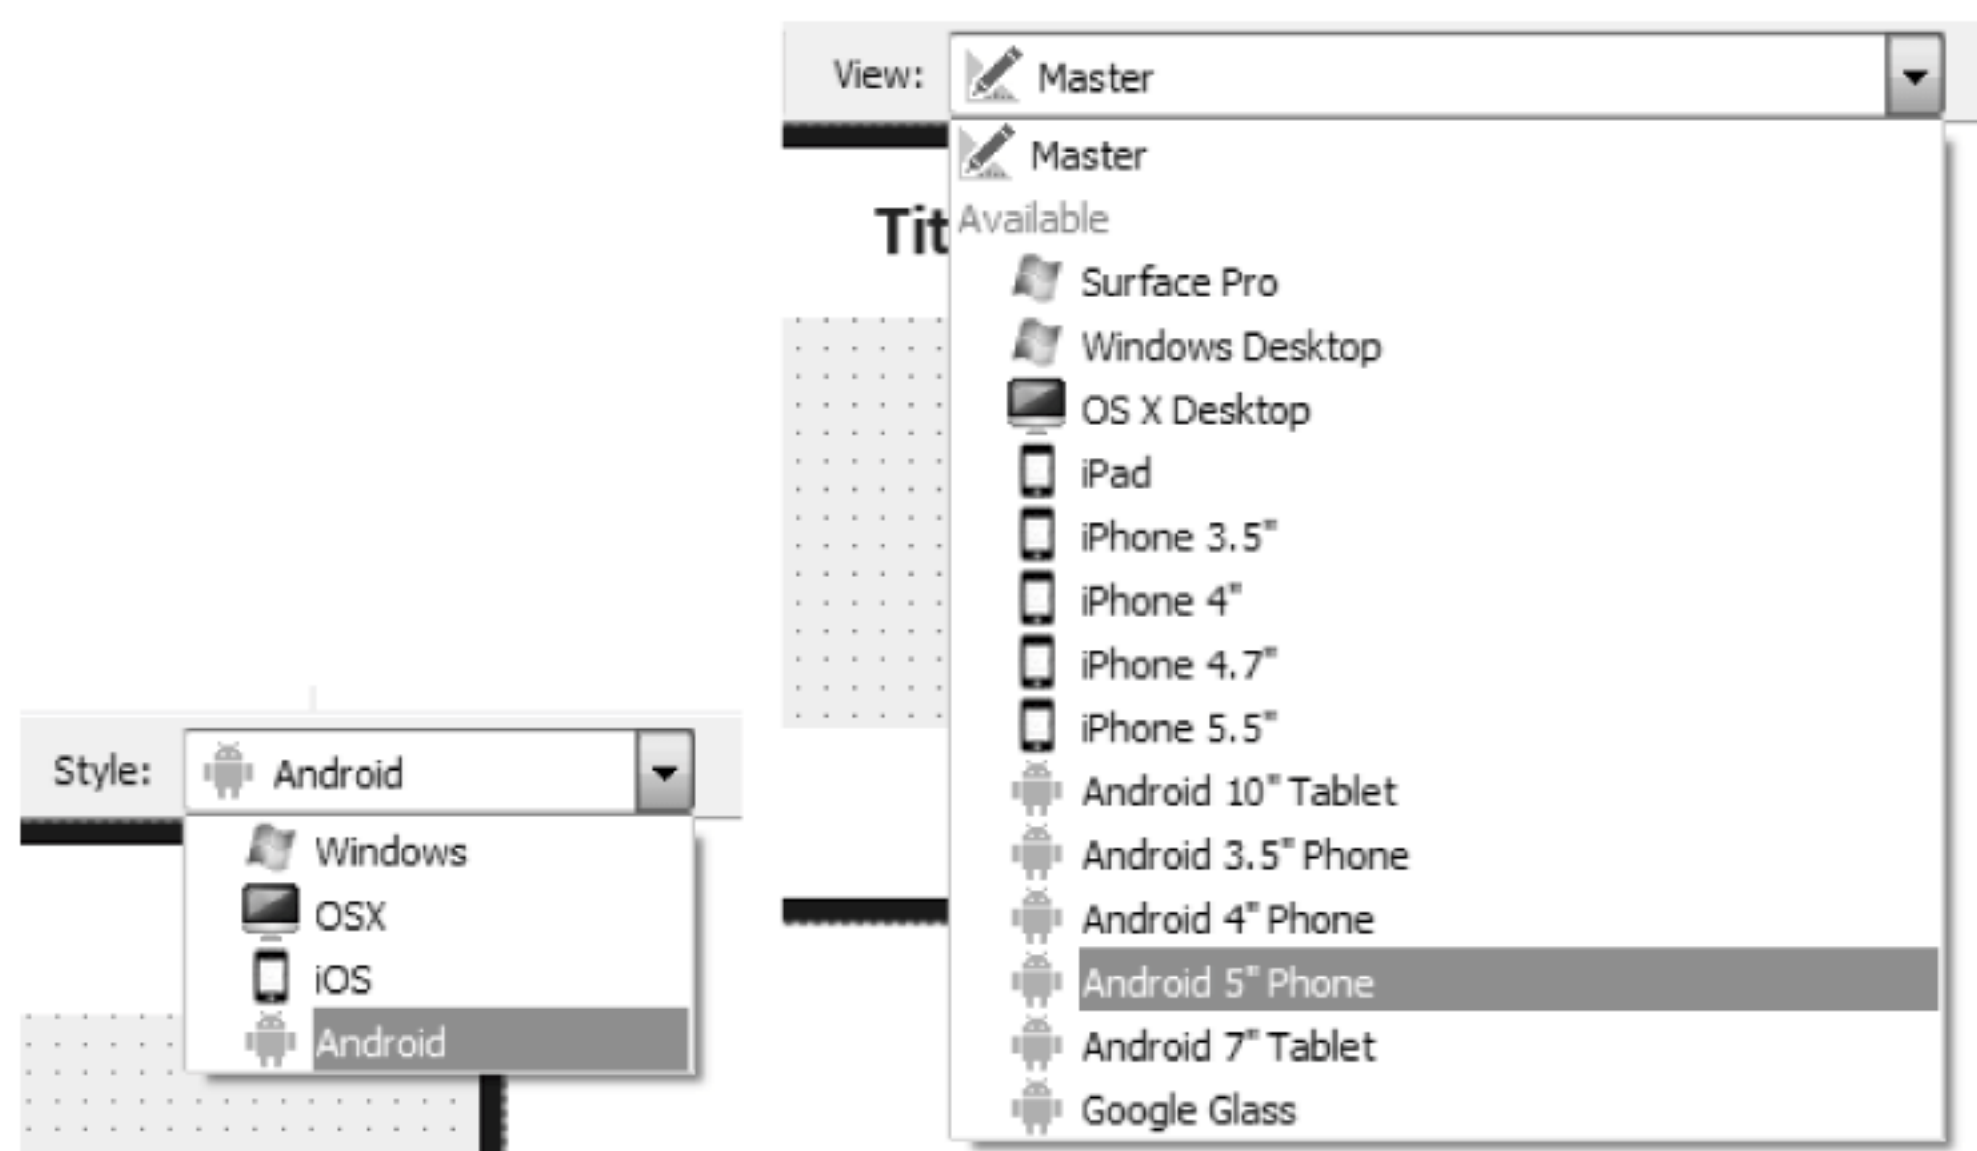 View: Master
Master
Tit
Available
Surface Pro
Windows Desktop
OS X Desktop
iPad
iPhone 3.5"
iPhone 4"
iPhone 4.7"
iPhone 5.5"
Android 10" Tablet
Android 3.5" Phone
Android 4" Phone
Android 5" Phone
Android 7" Tablet
Google Glass
Style: Android
Windows
OSX
iOS
Android